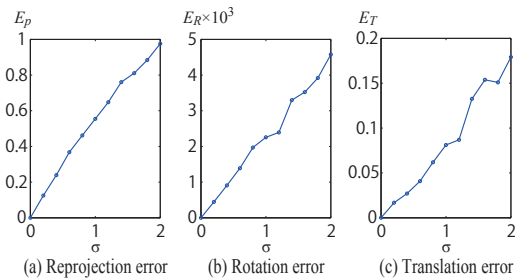 E_p
1
0.8
0.6
0.4
0.2
0
0 1 2
σ
(a) Reprojection error
E_R×10³
5
4
3
2
1
0
0 1 2
σ
(b) Rotation error
E_T
0.2
0.15
0.1
0.05
0
0 1 2
σ
(c) Translation error